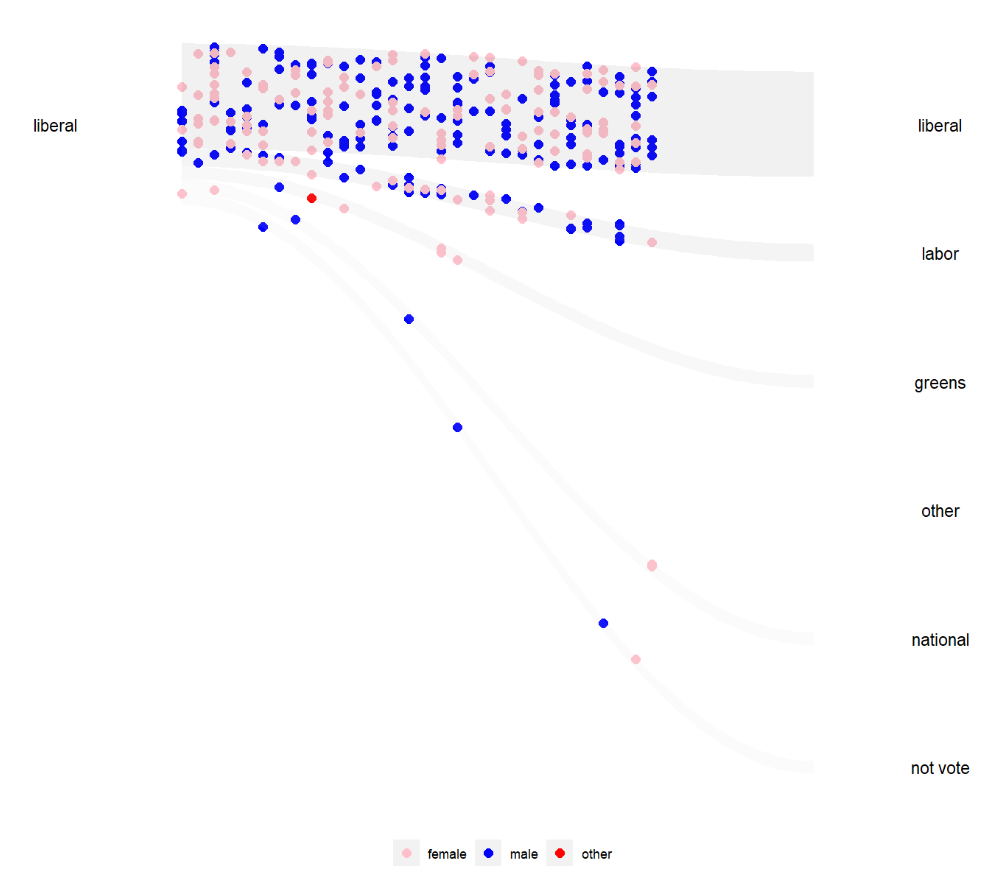 liberal
liberal
labor
greens
other
national
not vote
female male other